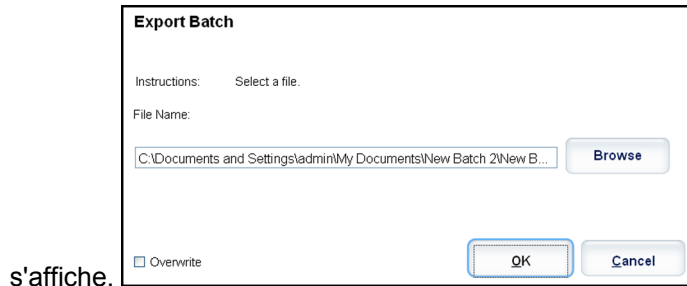 Export Batch
Instructions: Select a file.
File Name:
C:\Documents and Settings\admin\My Documents\New Batch 2\New B... Browse
Overwrite OK Cancel
s'affiche.